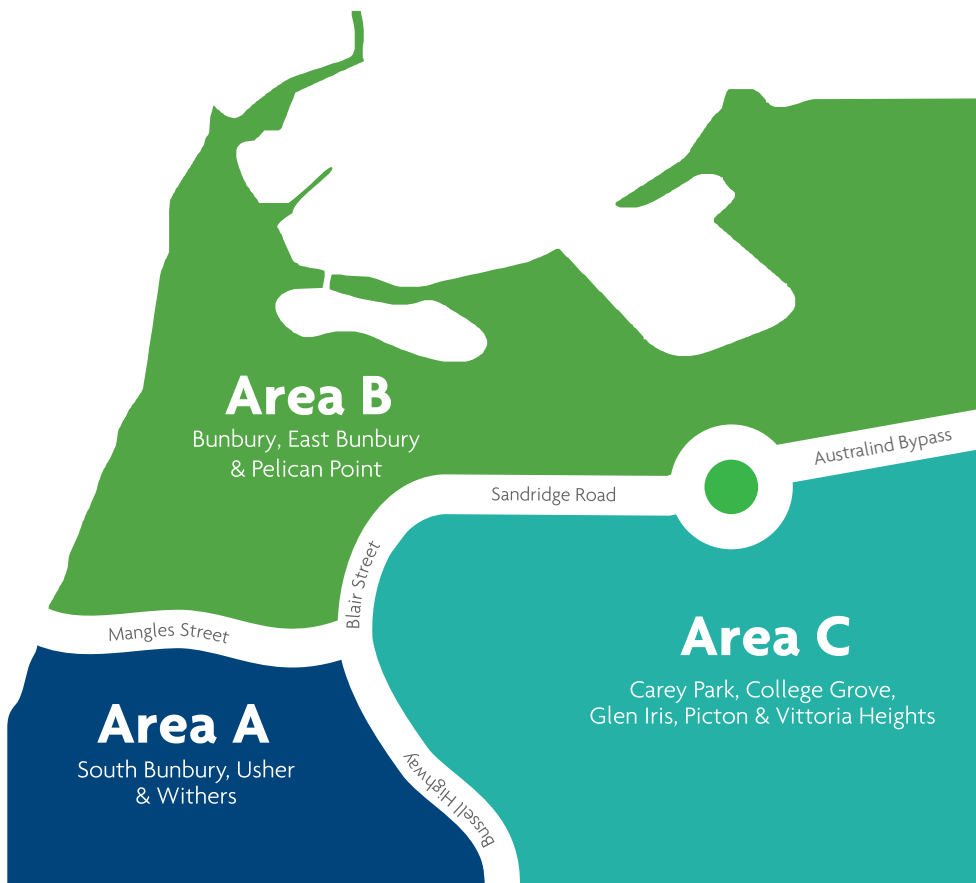 Area B
Bunbury, East Bunbury
& Pelican Point
Australind Bypass
Sandridge Road
Blair Street
Mangles Street
Area C
Carey Park, College Grove,
Glen Iris, Picton & Vittoria Heights
Area A
South Bunbury, Usher
& Withers
Bussell Highway